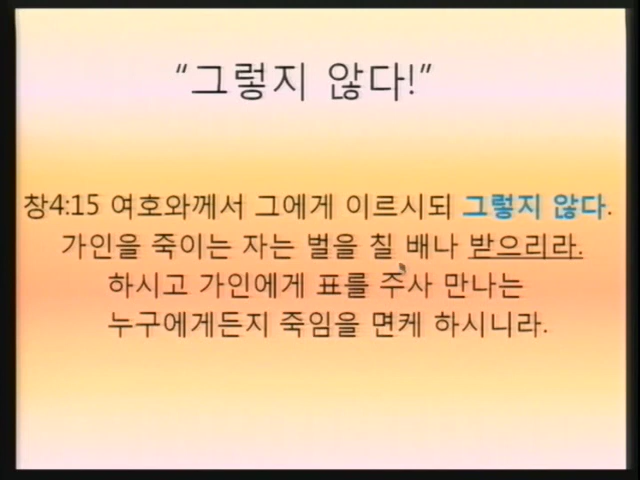 “그렇지 않다!”
창4:15 여호와께서 그에게 이르시되 그렇지 않다.
가인을 죽이는 자는 벌을 칠 배나 받으리라.
하시고 가인에게 표를 주사 만나는
누구에게든지 죽임을 면케 하시니라.